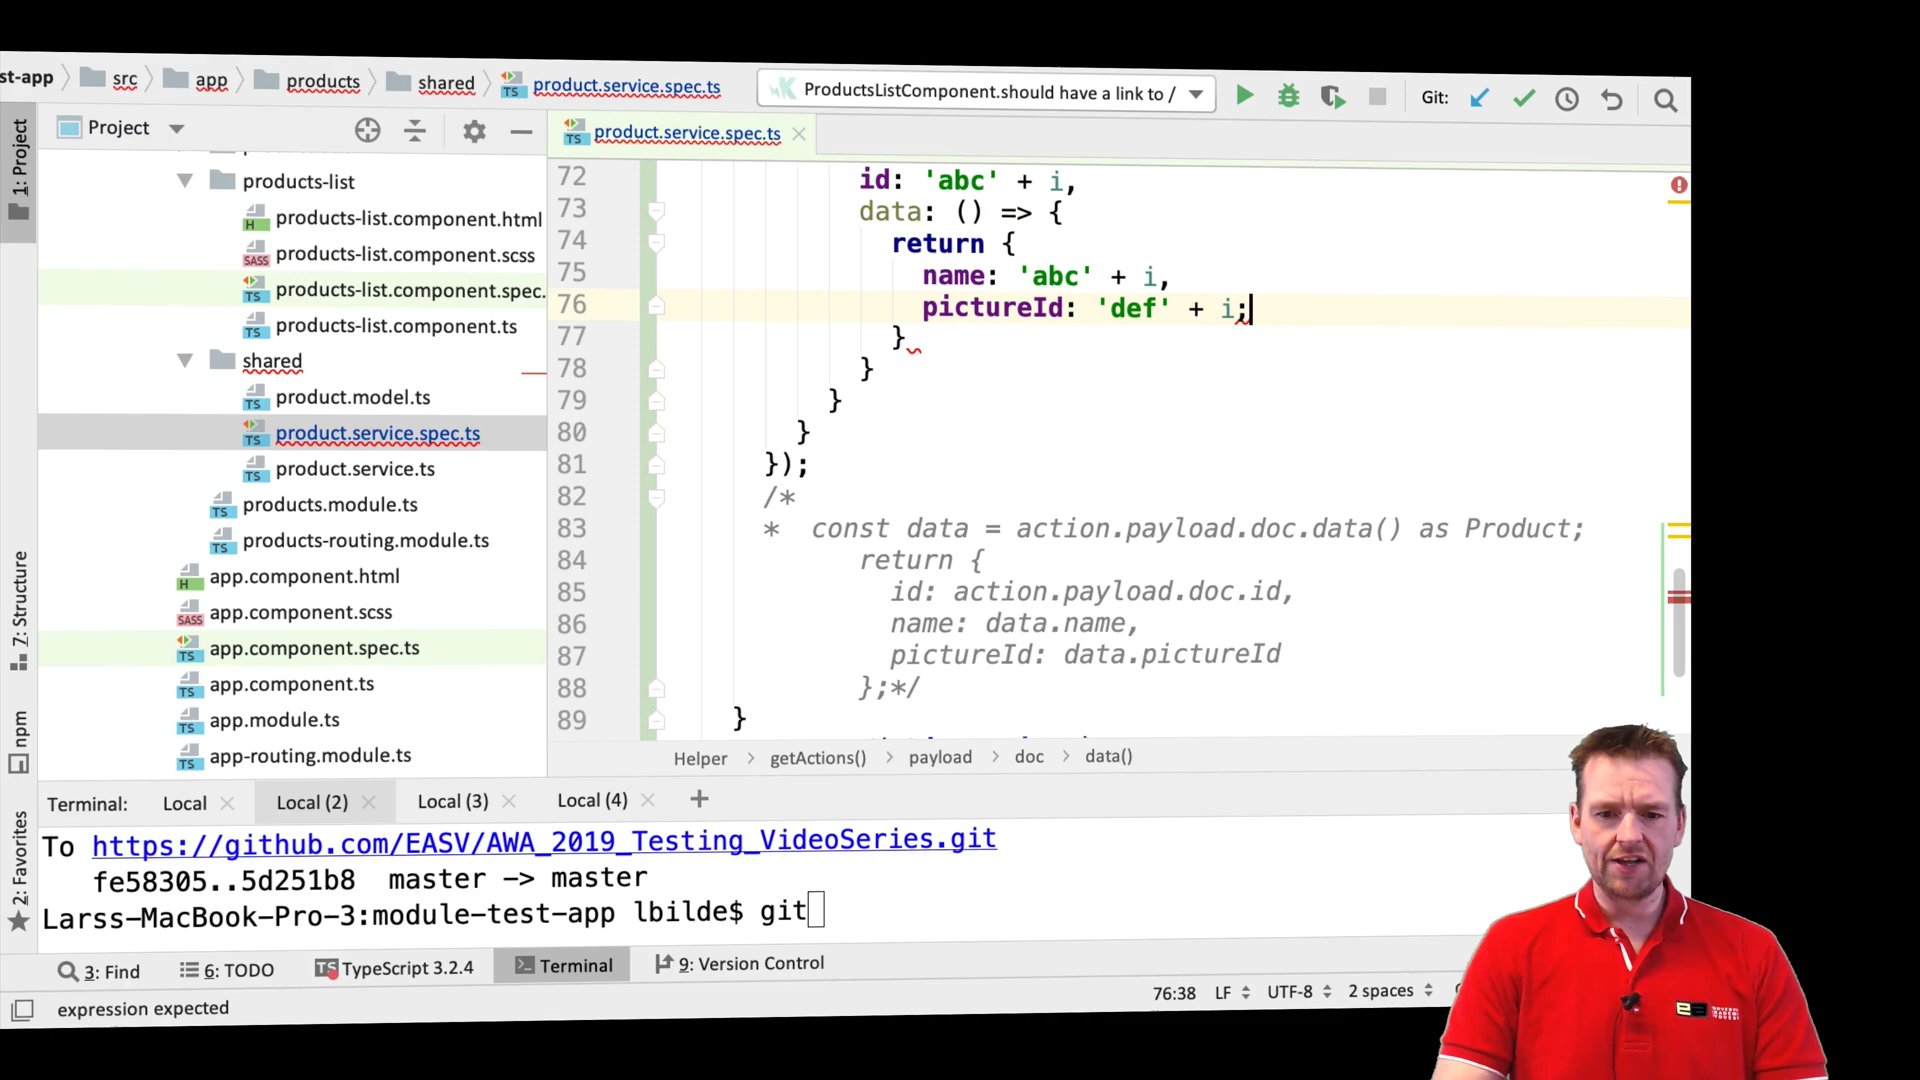 st-app src app products shared product.service.spec.ts ProductsListComponent.should have a link to / Git:
1: Project
Project
product.service.spec.ts
products-list
products-list.component.html
products-list.component.scss
products-list.component.spec.
products-list.component.ts
shared
product.model.ts
product.service.spec.ts
product.service.ts
products.module.ts
products-routing.module.ts
app.component.html
app.component.scss
app.component.spec.ts
app.component.ts
app.module.ts
app-routing.module.ts
72 id: 'abc' + i,
73 data: () => {
74 return {
75 name: 'abc' + i,
76 pictureId: 'def' + i;
77 }
78 }
79 }
80 }
81 });
82 /*
83 * const data = action.payload.doc.data() as Product;
84 return {
85 id: action.payload.doc.id,
86 name: data.name,
87 pictureId: data.pictureId
88 };*/
89 }
Helper getActions() payload doc data()
7: Structure
npm
2: Favorites
Terminal: Local Local (2) Local (3) Local (4)
To https://github.com/EASV/AWA_2019_Testing_VideoSeries.git
fe58305..5d251b8 master -> master
Larss-MacBook-Pro-3:module-test-app lbilde$ git
3: Find 6: TODO TypeScript 3.2.4 Terminal 9: Version Control
expression expected 76:38 LF UTF-8 2 spaces